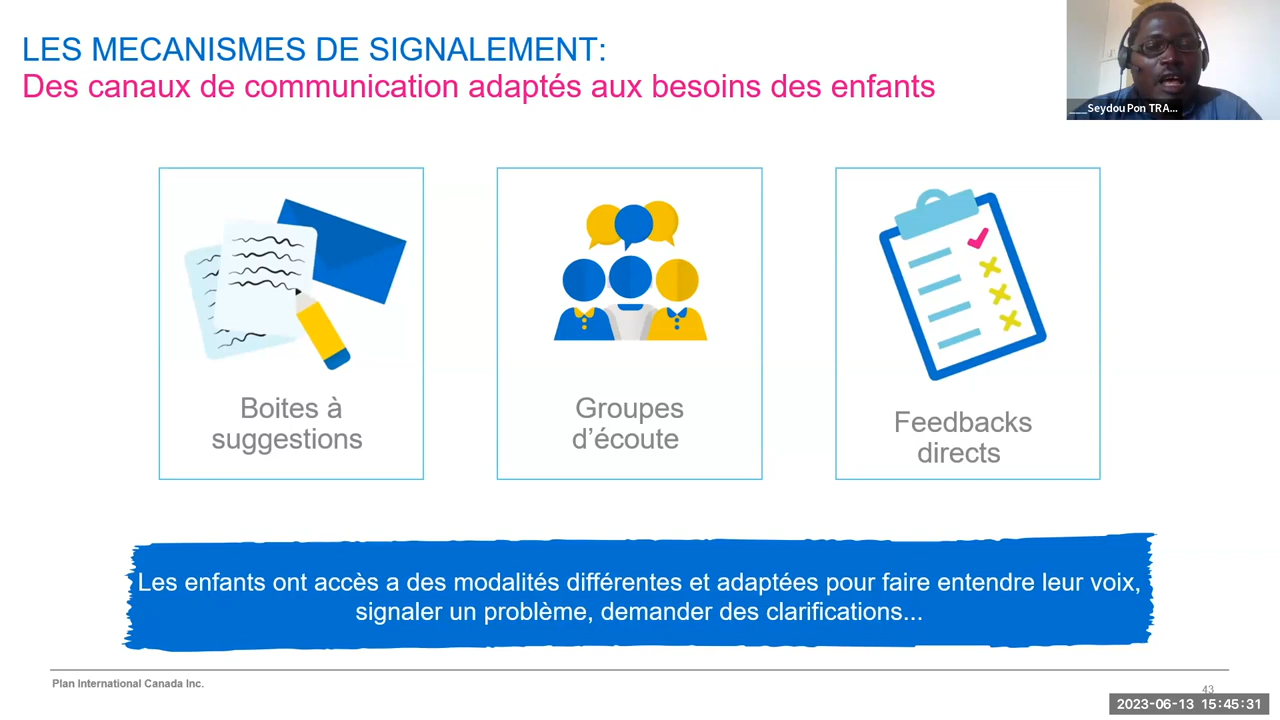 LES MECANISMES DE SIGNALEMENT:
Des canaux de communication adaptés aux besoins des enfants
___Seydou Pon TRA...
Boites à
suggestions
Groupes
d’écoute
Feedbacks
directs
Les enfants ont accès a des modalités différentes et adaptées pour faire entendre leur voix,
signaler un problème, demander des clarifications...
Plan International Canada Inc.
43
2023-06-13 15:45:31